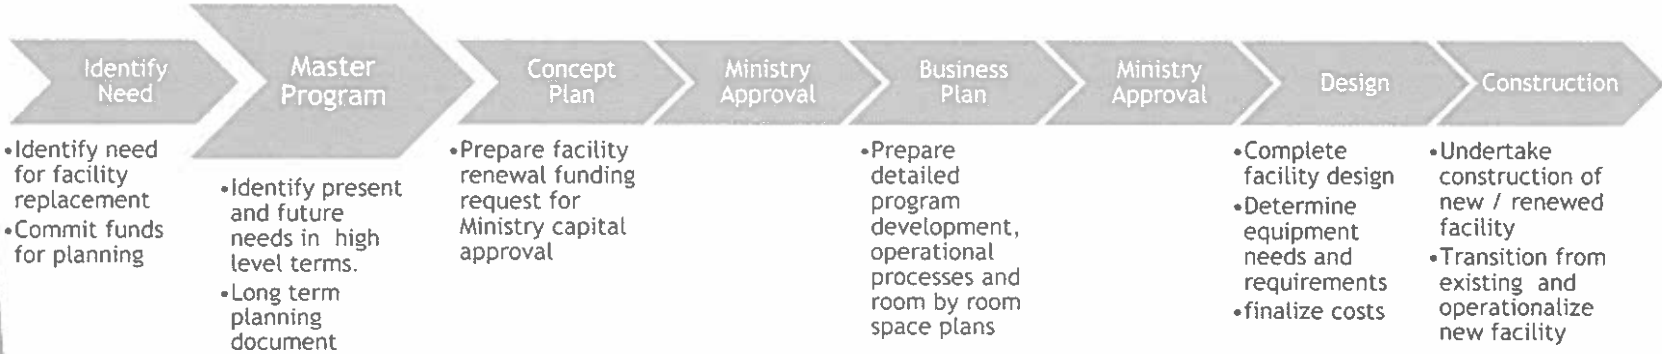 Identify
Need
Master
Program
Concept
Plan
Ministry
Approval
Business
Plan
Ministry
Approval
Design
Construction
•Identify need
for facility
replacement
•Commit funds
for planning
•Identify present
and future
needs in high
level terms.
•Long term
planning
document
•Prepare facility
renewal funding
request for
Ministry capital
approval
•Prepare
detailed
program
development,
operational
processes and
room by room
space plans
•Complete
facility design
•Determine
equipment
needs and
requirements
•finalize costs
•Undertake
construction of
new / renewed
facility
•Transition from
existing and
operationalize
new facility